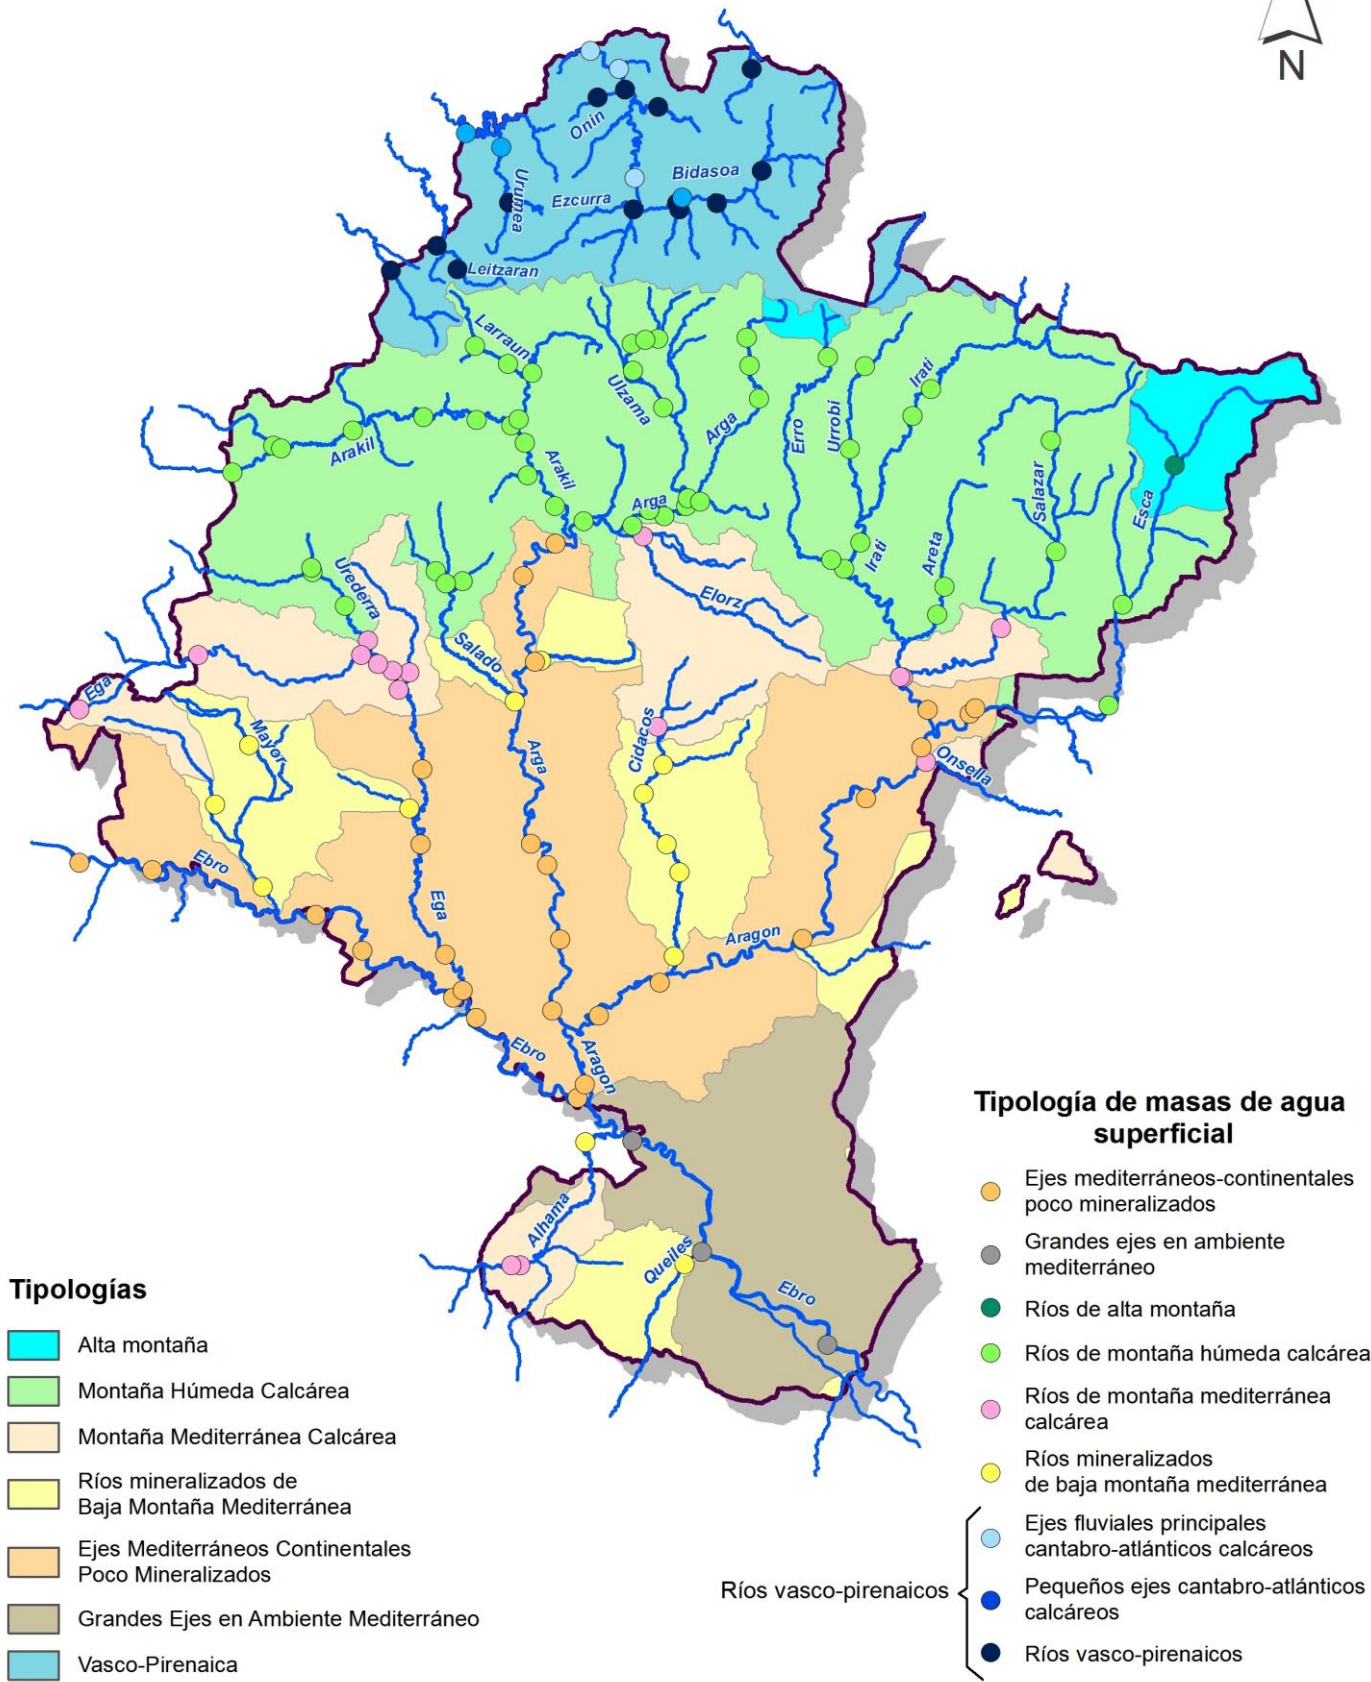 N
Onin
Bidasoa
Urumea
Ezcurra
Leitzaran
Larraun
Ulzama
Arga
Erro
Urrobi
Irati
Arakil
Arakil
Arga
Salazar
Esca
Irati
Areta
Urederra
Elorz
Salado
Ega
Mayor
Arga
Cidacos
Onsella
Ebro
Ega
Aragon
Ebro
Aragon
Alhama
Queiles
Ebro
Tipologías
Alta montaña
Montaña Húmeda Calcárea
Montaña Mediterránea Calcárea
Ríos mineralizados de
Baja Montaña Mediterránea
Ejes Mediterráneos Continentales
Poco Mineralizados
Grandes Ejes en Ambiente Mediterráneo
Vasco-Pirenaica
Tipología de masas de agua
superficial
Ejes mediterráneos-continentales
poco mineralizados
Grandes ejes en ambiente
mediterráneo
Ríos de alta montaña
Ríos de montaña húmeda calcárea
Ríos de montaña mediterránea
calcárea
Ríos mineralizados
de baja montaña mediterránea
Ríos vasco-pirenaicos
Ejes fluviales principales
cantabro-atlánticos calcáreos
Pequeños ejes cantabro-atlánticos
calcáreos
Ríos vasco-pirenaicos